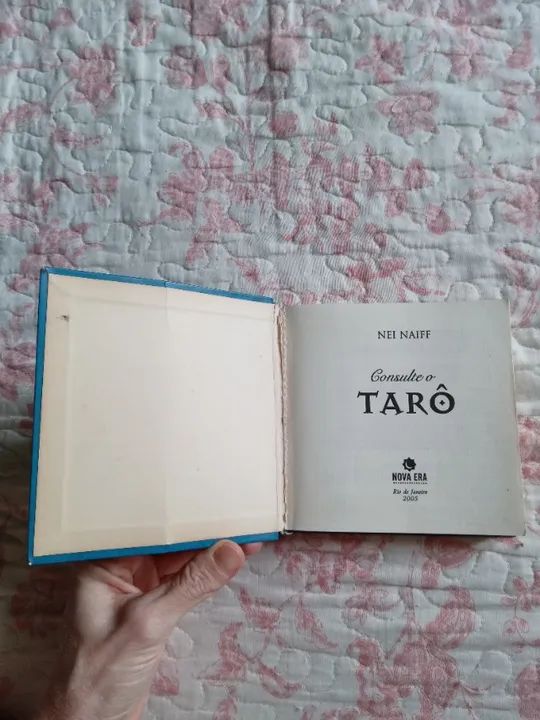 NEI NAIFF
Consulte o
TARÔ
NOVA ERA
Rio de Janeiro
2005